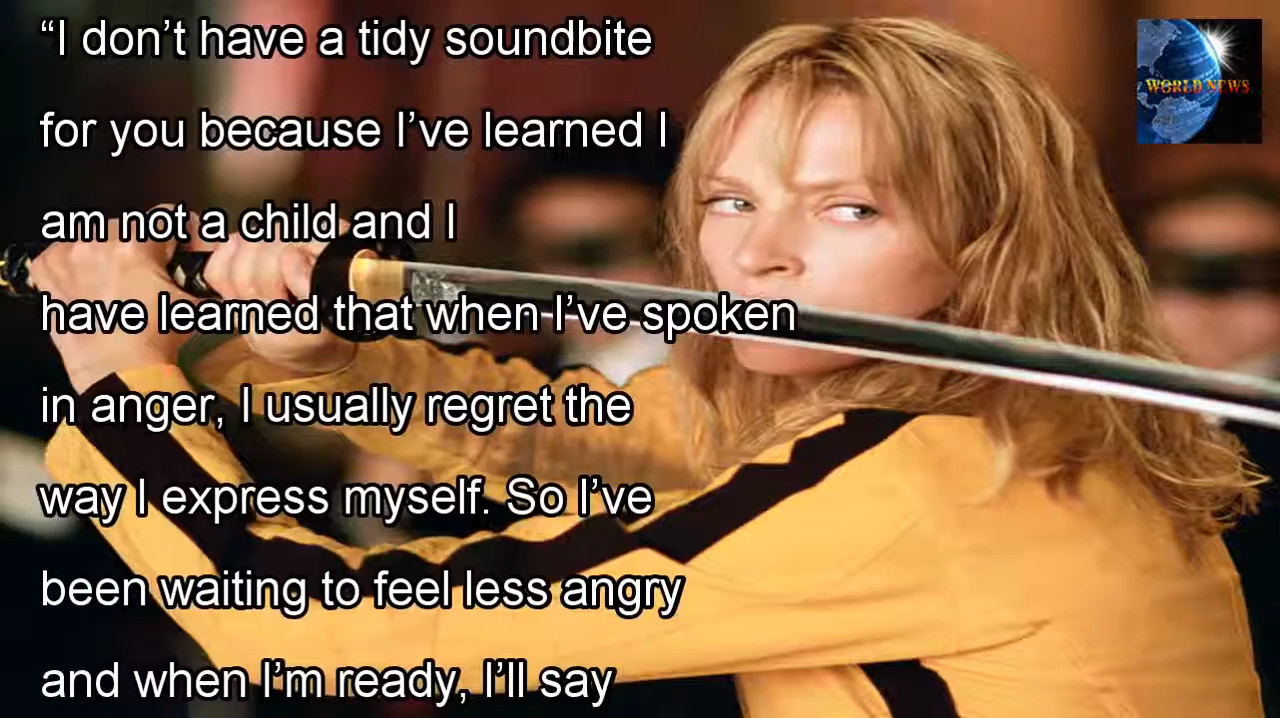 “I don’t have a tidy soundbite
for you because I’ve learned I
am not a child and I
have learned that when I’ve spoken
in anger, I usually regret the
way I express myself. So I’ve
been waiting to feel less angry
and when I’m ready, I’ll say
WORLD NEWS